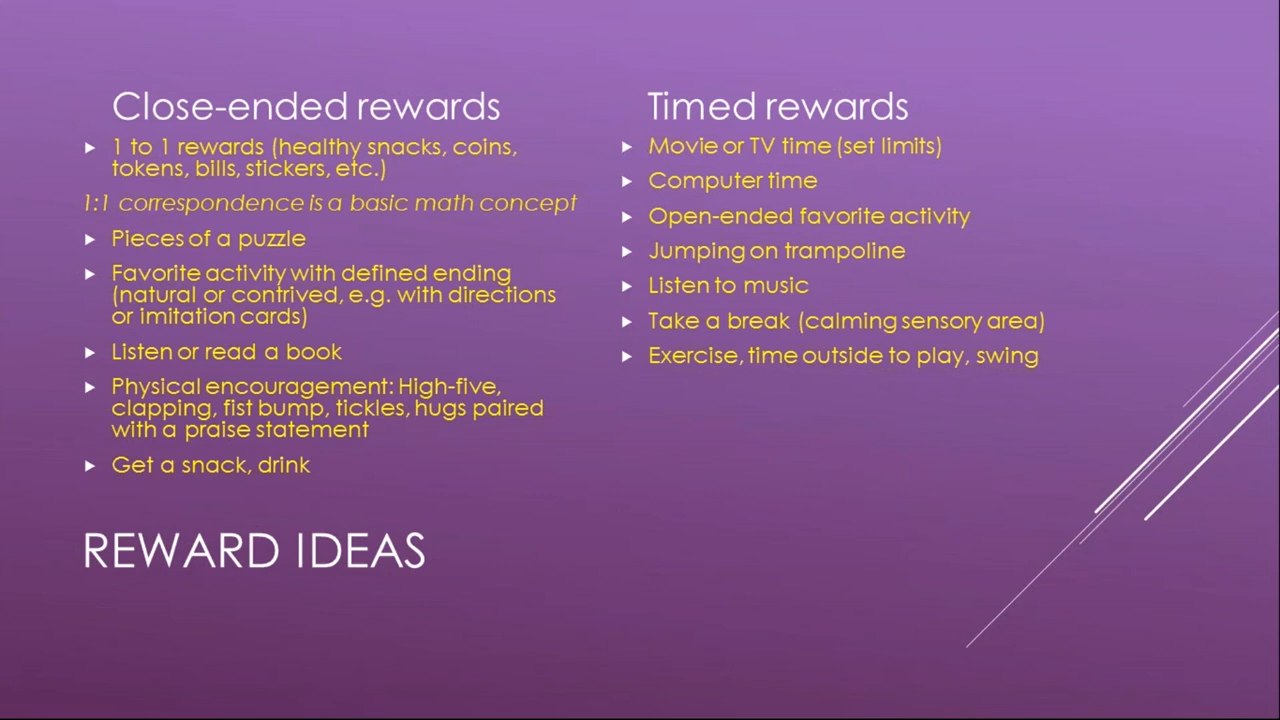 Close-ended rewards
1 to 1 rewards (healthy snacks, coins,
tokens, bills, stickers, etc.)
1:1 correspondence is a basic math concept
Pieces of a puzzle
Favorite activity with defined ending
(natural or contrived, e.g. with directions
or imitation cards)
Listen or read a book
Physical encouragement: High-five,
clapping, fist bump, tickles, hugs paired
with a praise statement
Get a snack, drink
Timed rewards
Movie or TV time (set limits)
Computer time
Open-ended favorite activity
Jumping on trampoline
Listen to music
Take a break (calming sensory area)
Exercise, time outside to play, swing
REWARD IDEAS